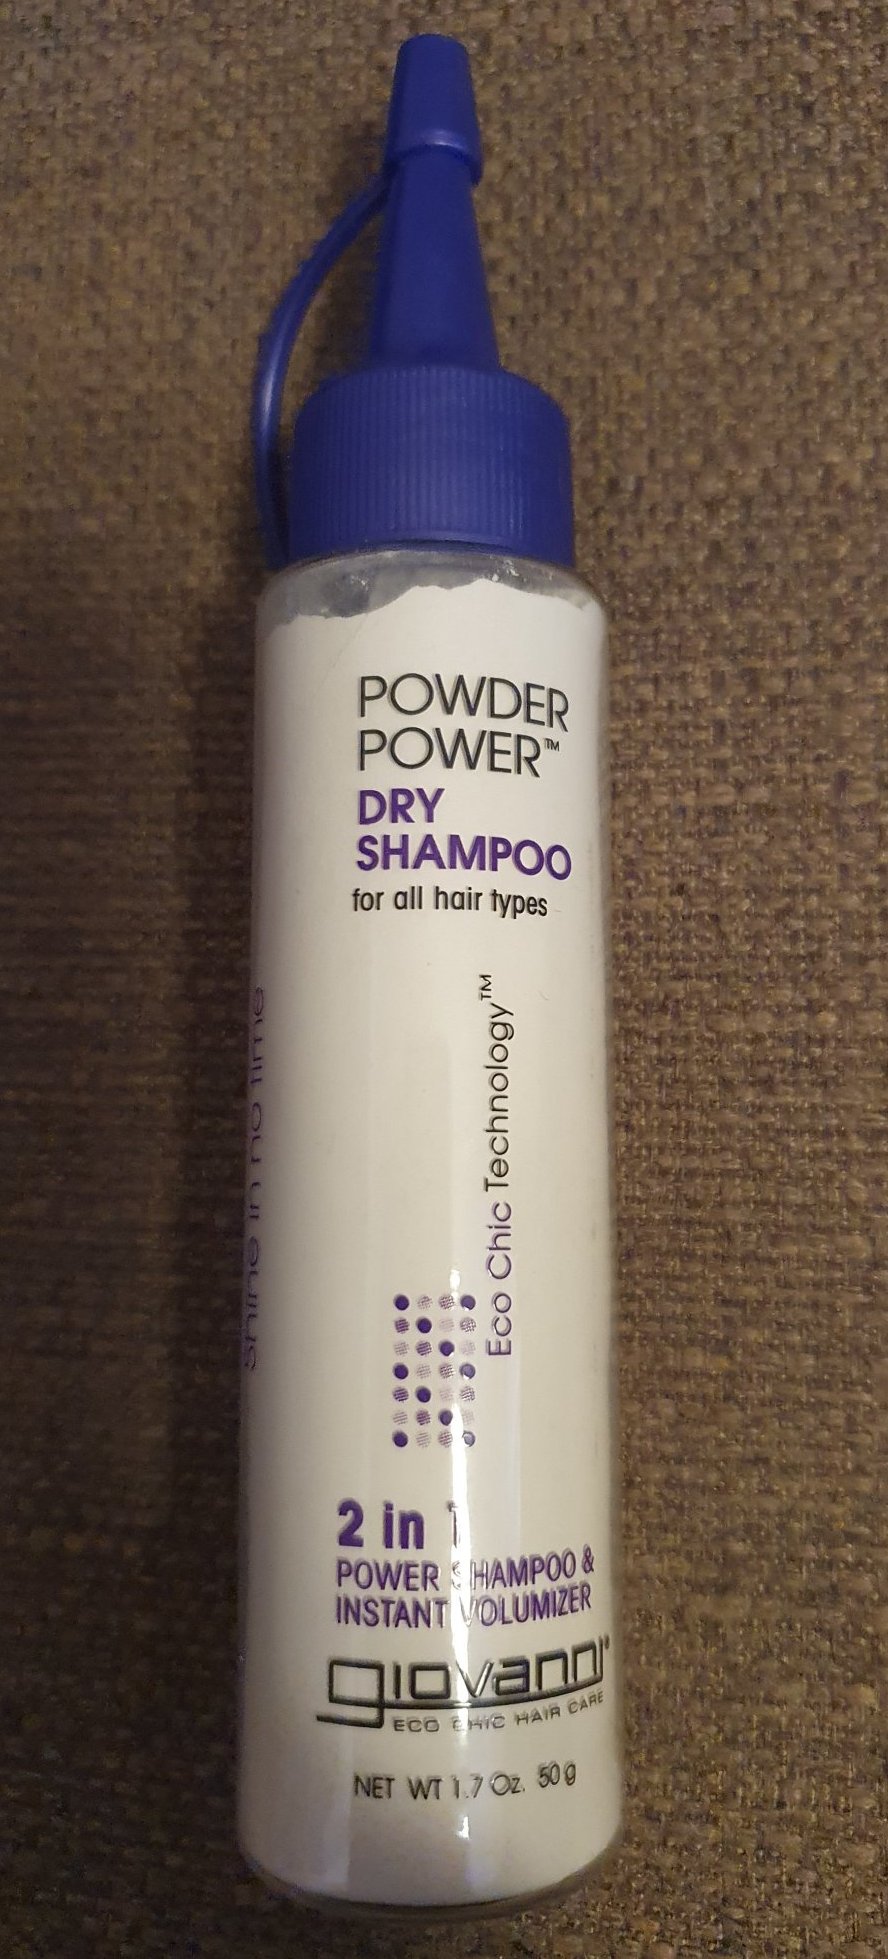 POWDER
POWER™
DRY
SHAMPOO
for all hair types
Eco Chic Technology™
Shine in no time
2 in 1
POWER SHAMPOO &
INSTANT VOLUMIZER
giovanni®
ECO CHIC HAIR CARE
NET WT 1.7 Oz. 50 g